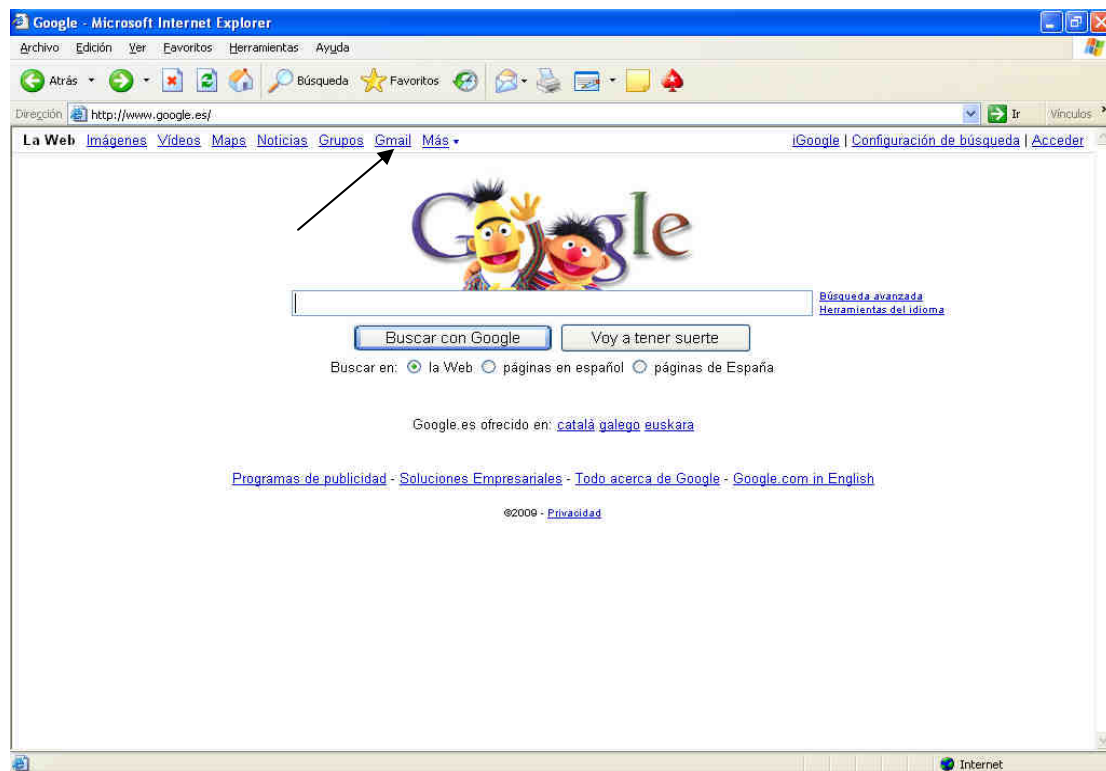 Google - Microsoft Internet Explorer
Archivo Edición Ver Favoritos Herramientas Ayuda
Atrás Búsqueda Favoritos
Dirección http://www.google.es/ Ir Vínculos
La Web Imágenes Vídeos Maps Noticias Grupos Gmail Más iGoogle | Configuración de búsqueda | Acceder
Google
Búsqueda avanzada
Herramientas del idioma
Buscar con Google Voy a tener suerte
Buscar en: la Web páginas en español páginas de España
Google.es ofrecido en: català galego euskara
Programas de publicidad - Soluciones Empresariales - Todo acerca de Google - Google.com in English
©2009 - Privacidad
Internet